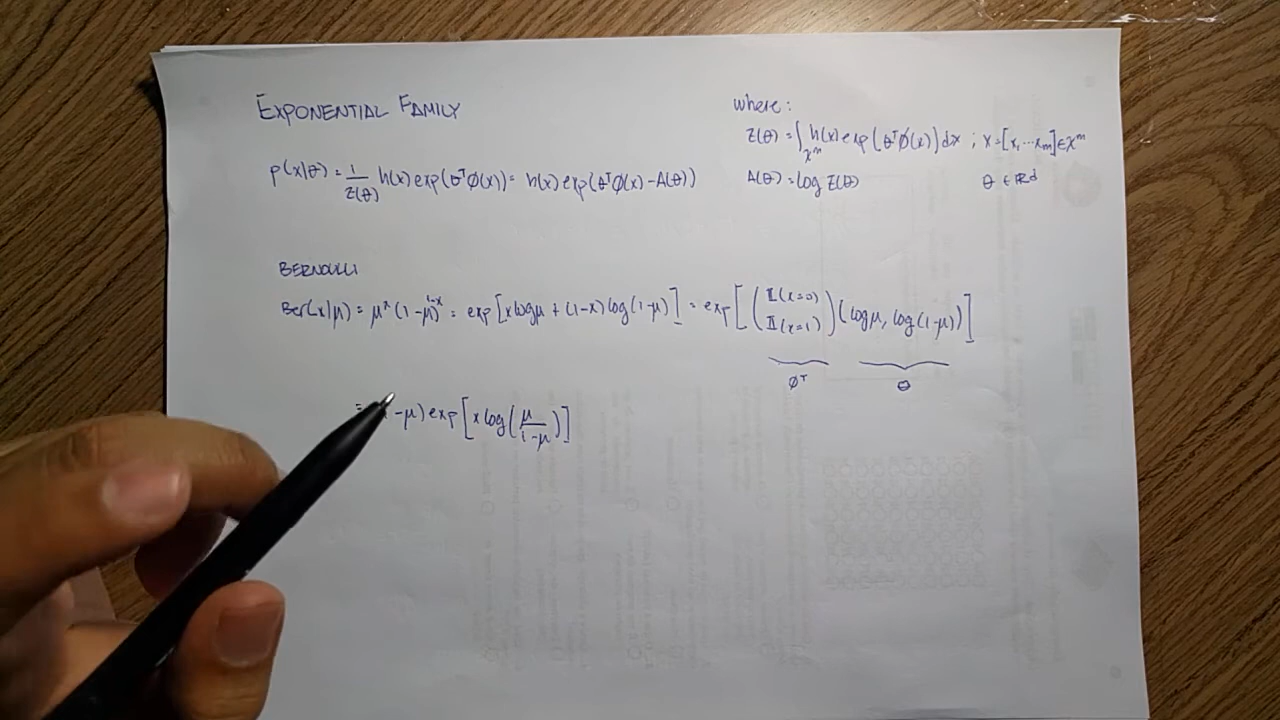 EXPONENTIAL FAMILY
p(x|θ) = 1/Z(θ) h(x) exp(θᵀφ(x)) = h(x) exp(θᵀφ(x) - A(θ))
where:
Z(θ) = ∫_χᵐ h(x) exp(θᵀφ(x)) dx ; x = [x₁ ... xₘ] ∈ χᵐ
A(θ) = log Z(θ) θ ∈ ℝᵈ
BERNOULLI
Ber(x|μ) = μˣ (1-μ)¹⁻ˣ = exp[x log μ + (1-x) log(1-μ)] = exp[(𝕀(x=0) 𝕀(x=1)) (log μ, log(1-μ))]
φᵀ θ
-μ) exp[x log(μ/1-μ)]